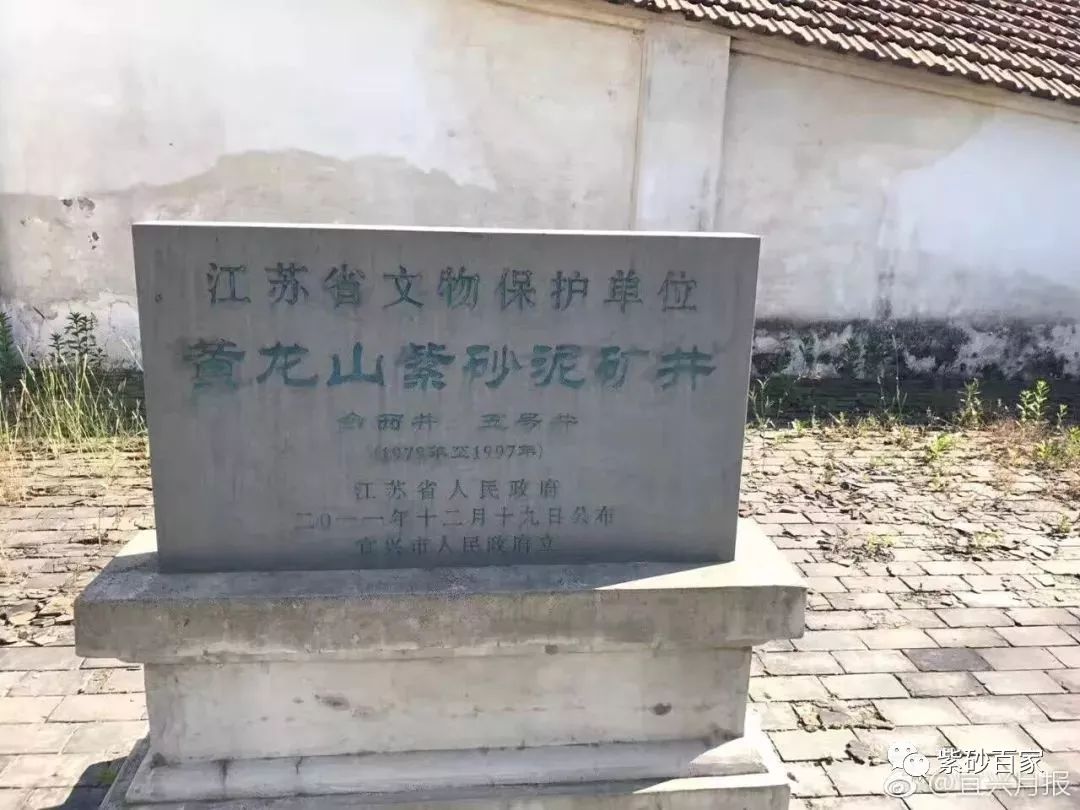 江苏省文物保护单位
黄龙山紫砂泥矿井
台西井 五号井
(1979年至1997年)
江苏省人民政府
二〇一一年十二月十九日公布
宜兴市人民政府立
紫砂百家
@宜兴日报